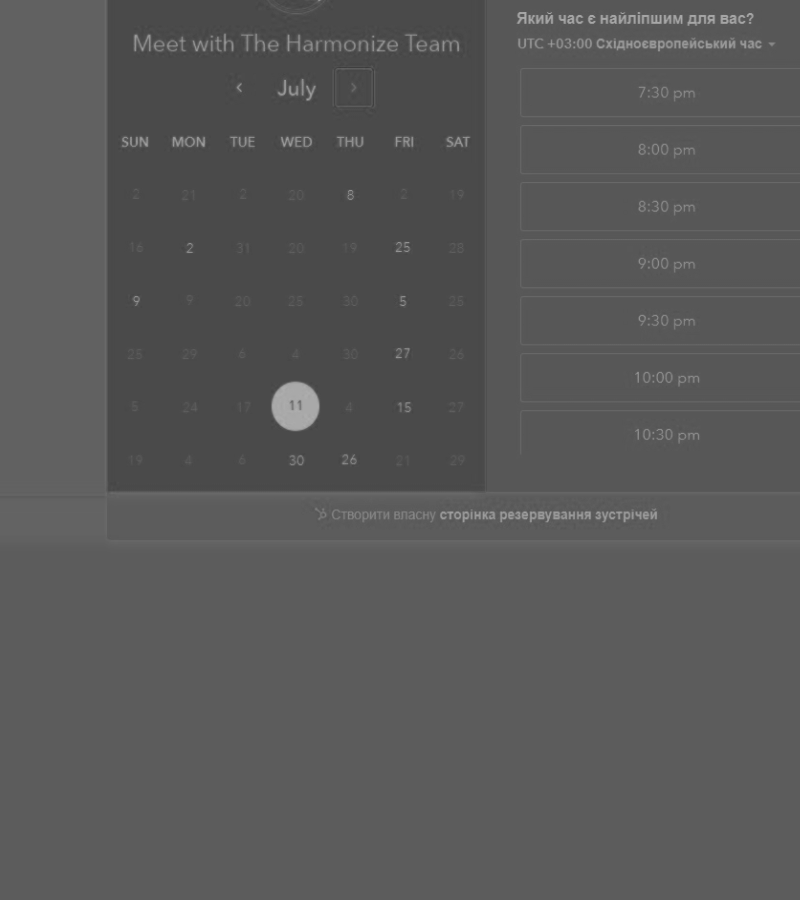 Meet with The Harmonize Team
July
SUN MON TUE WED THU FRI SAT
2 21 2 20 8 2 19
16 2 31 20 19 25 28
9 9 20 25 30 5 25
25 29 6 4 30 27 26
5 24 17 11 4 15 27
19 4 6 30 26 21 29
Який час є найліпшим для вас?
UTC +03:00 Східноєвропейський час
7:30 pm
8:00 pm
8:30 pm
9:00 pm
9:30 pm
10:00 pm
10:30 pm
Створити власну сторінка резервування зустрічей